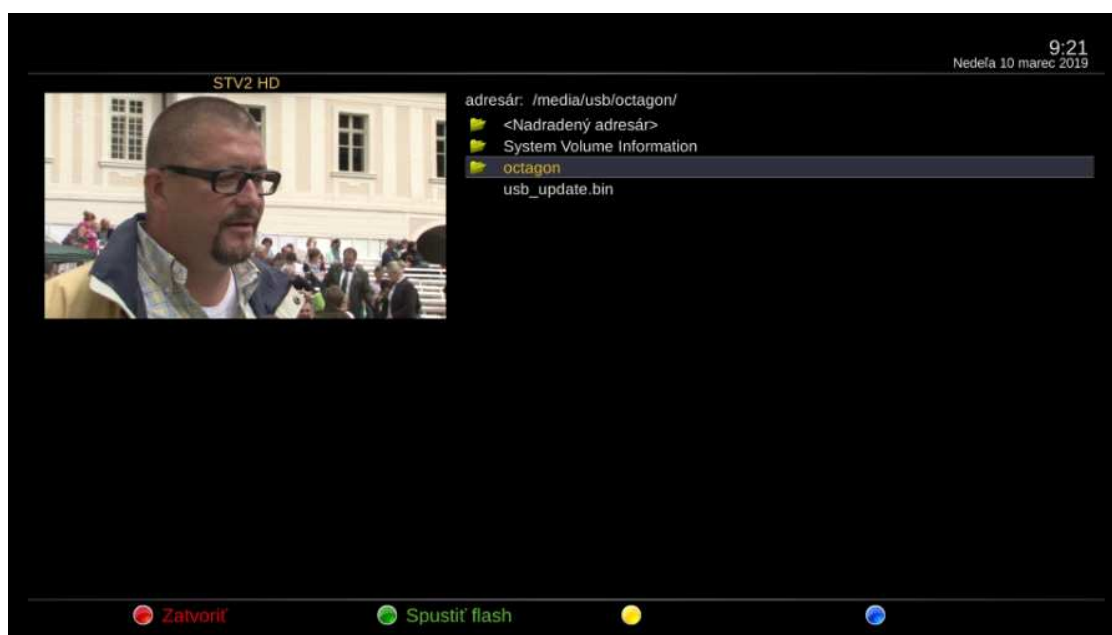 9:21
Nedeľa 10 marec 2019
STV2 HD
adresár: /media/usb/octagon/
<Nadradený adresár>
System Volume Information
octagon
usb_update.bin
Zatvoriť
Spustiť flash